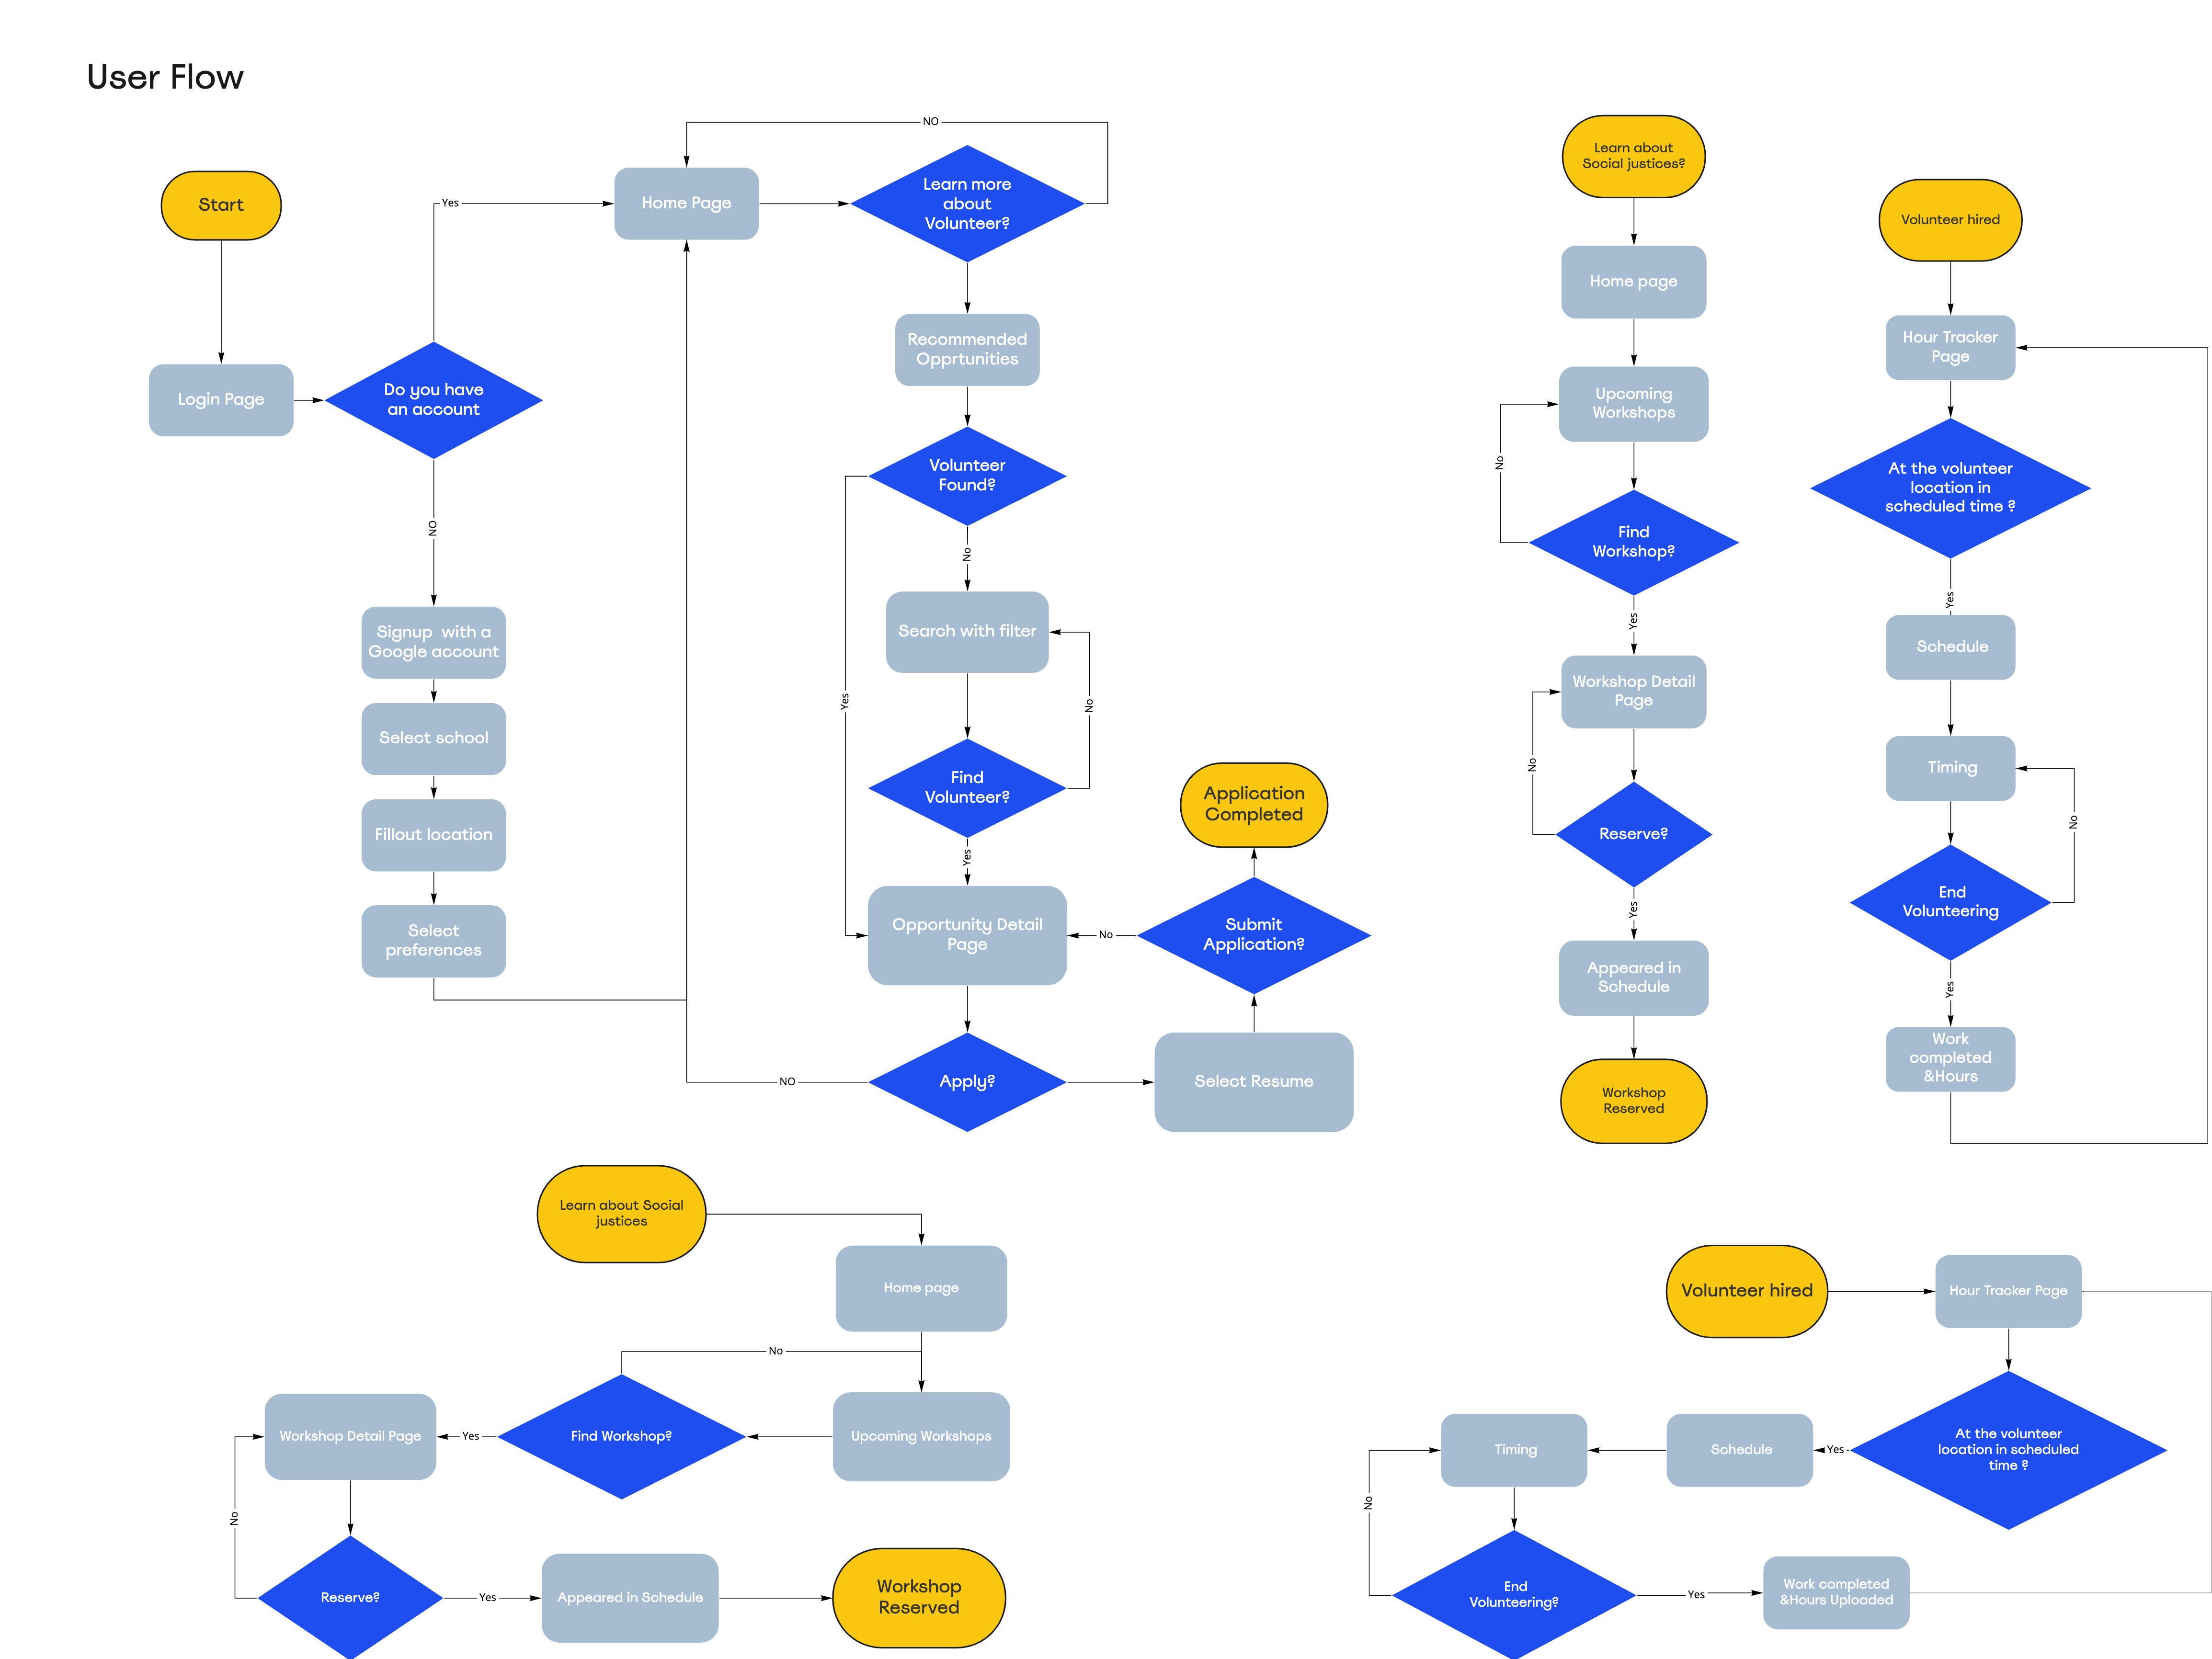 User Flow
Start
Login Page
Do you have
an account
Yes
NO
Signup  with a
Google account
Select school
Fillout location
Select
preferences
Home Page
NO
Learn more
about
Volunteer?
Recommended
Opprtunities
Volunteer
Found?
No
Yes
Search with filter
No
Find
Volunteer?
Yes
Opportunity Detail
Page
No
Submit
Application?
Application
Completed
Apply?
NO
Select Resume
Learn about
Social justices?
Home page
Upcoming
Workshops
No
Find
Workshop?
Yes
Workshop Detail
Page
No
Reserve?
Yes
Appeared in
Schedule
Workshop
Reserved
Volunteer hired
Hour Tracker
Page
At the volunteer
location in
scheduled time ?
Yes
Schedule
Timing
No
End
Volunteering
Yes
Work
completed
&Hours
Learn about Social
justices
Home page
No
Upcoming Workshops
Find Workshop?
Yes
Workshop Detail Page
No
Reserve?
Yes
Appeared in Schedule
Workshop
Reserved
Volunteer hired
Hour Tracker Page
At the volunteer
location in scheduled
time ?
Yes
Schedule
Timing
No
End
Volunteering?
Yes
Work completed
&Hours Uploaded